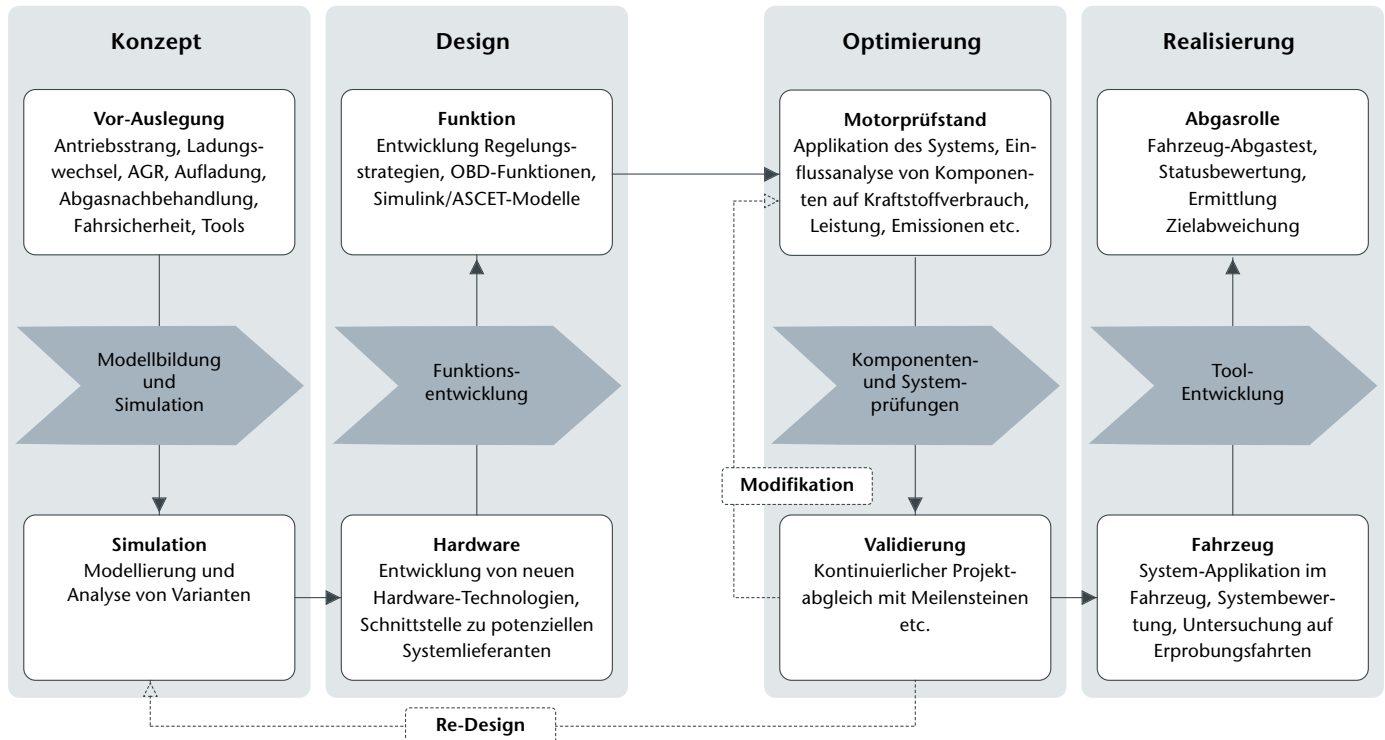 Konzept
Vor-Auslegung
Antriebsstrang, Ladungs-
wechsel, AGR, Aufladung,
Abgasnachbehandlung,
Fahrsicherheit, Tools
Modellbildung
und
Simulation
Simulation
Modellierung und
Analyse von Varianten
Design
Funktion
Entwicklung Regelungs-
strategien, OBD-Funktionen,
Simulink/ASCET-Modelle
Funktions-
entwicklung
Hardware
Entwicklung von neuen
Hardware-Technologien,
Schnittstelle zu potenziellen
Systemlieferanten
Optimierung
Motorprüfstand
Applikation des Systems, Ein-
flussanalyse von Komponen-
ten auf Kraftstoffverbrauch,
Leistung, Emissionen etc.
Komponenten-
und System-
prüfungen
Modifikation
Validierung
Kontinuierlicher Projekt-
abgleich mit Meilensteinen
etc.
Realisierung
Abgasrolle
Fahrzeug-Abgastest,
Statusbewertung,
Ermittlung
Zielabweichung
Tool-
Entwicklung
Fahrzeug
System-Applikation im
Fahrzeug, Systembewer-
tung, Untersuchung auf
Erprobungsfahrten
Re-Design